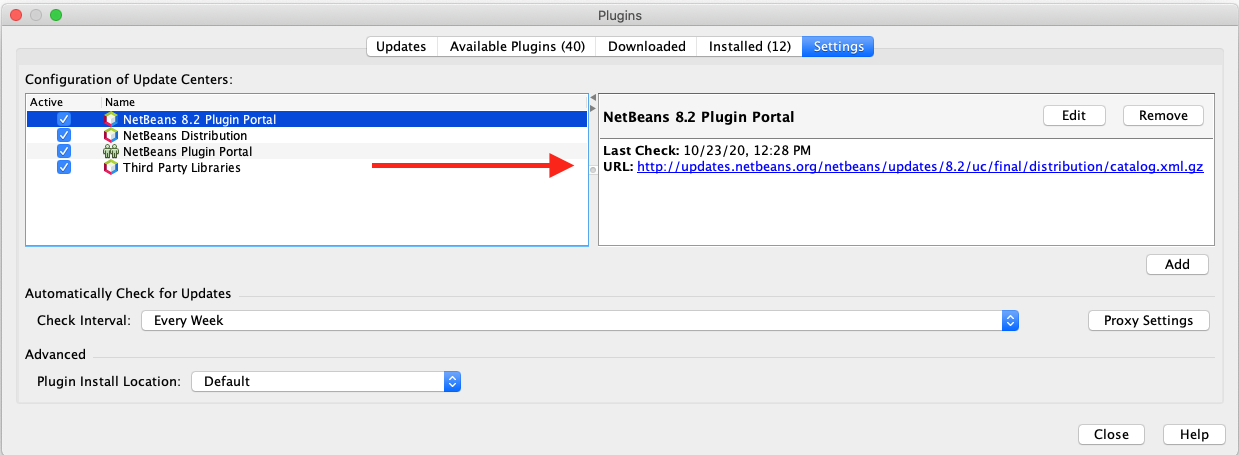 Plugins
Updates Available Plugins (40) Downloaded Installed (12) Settings
Configuration of Update Centers:
Active Name
NetBeans 8.2 Plugin Portal
NetBeans Distribution
NetBeans Plugin Portal
Third Party Libraries
NetBeans 8.2 Plugin Portal Edit Remove
Last Check: 10/23/20, 12:28 PM
URL: http://updates.netbeans.org/netbeans/updates/8.2/uc/final/distribution/catalog.xml.gz
Add
Automatically Check for Updates
Check Interval: Every Week Proxy Settings
Advanced
Plugin Install Location: Default
Close Help